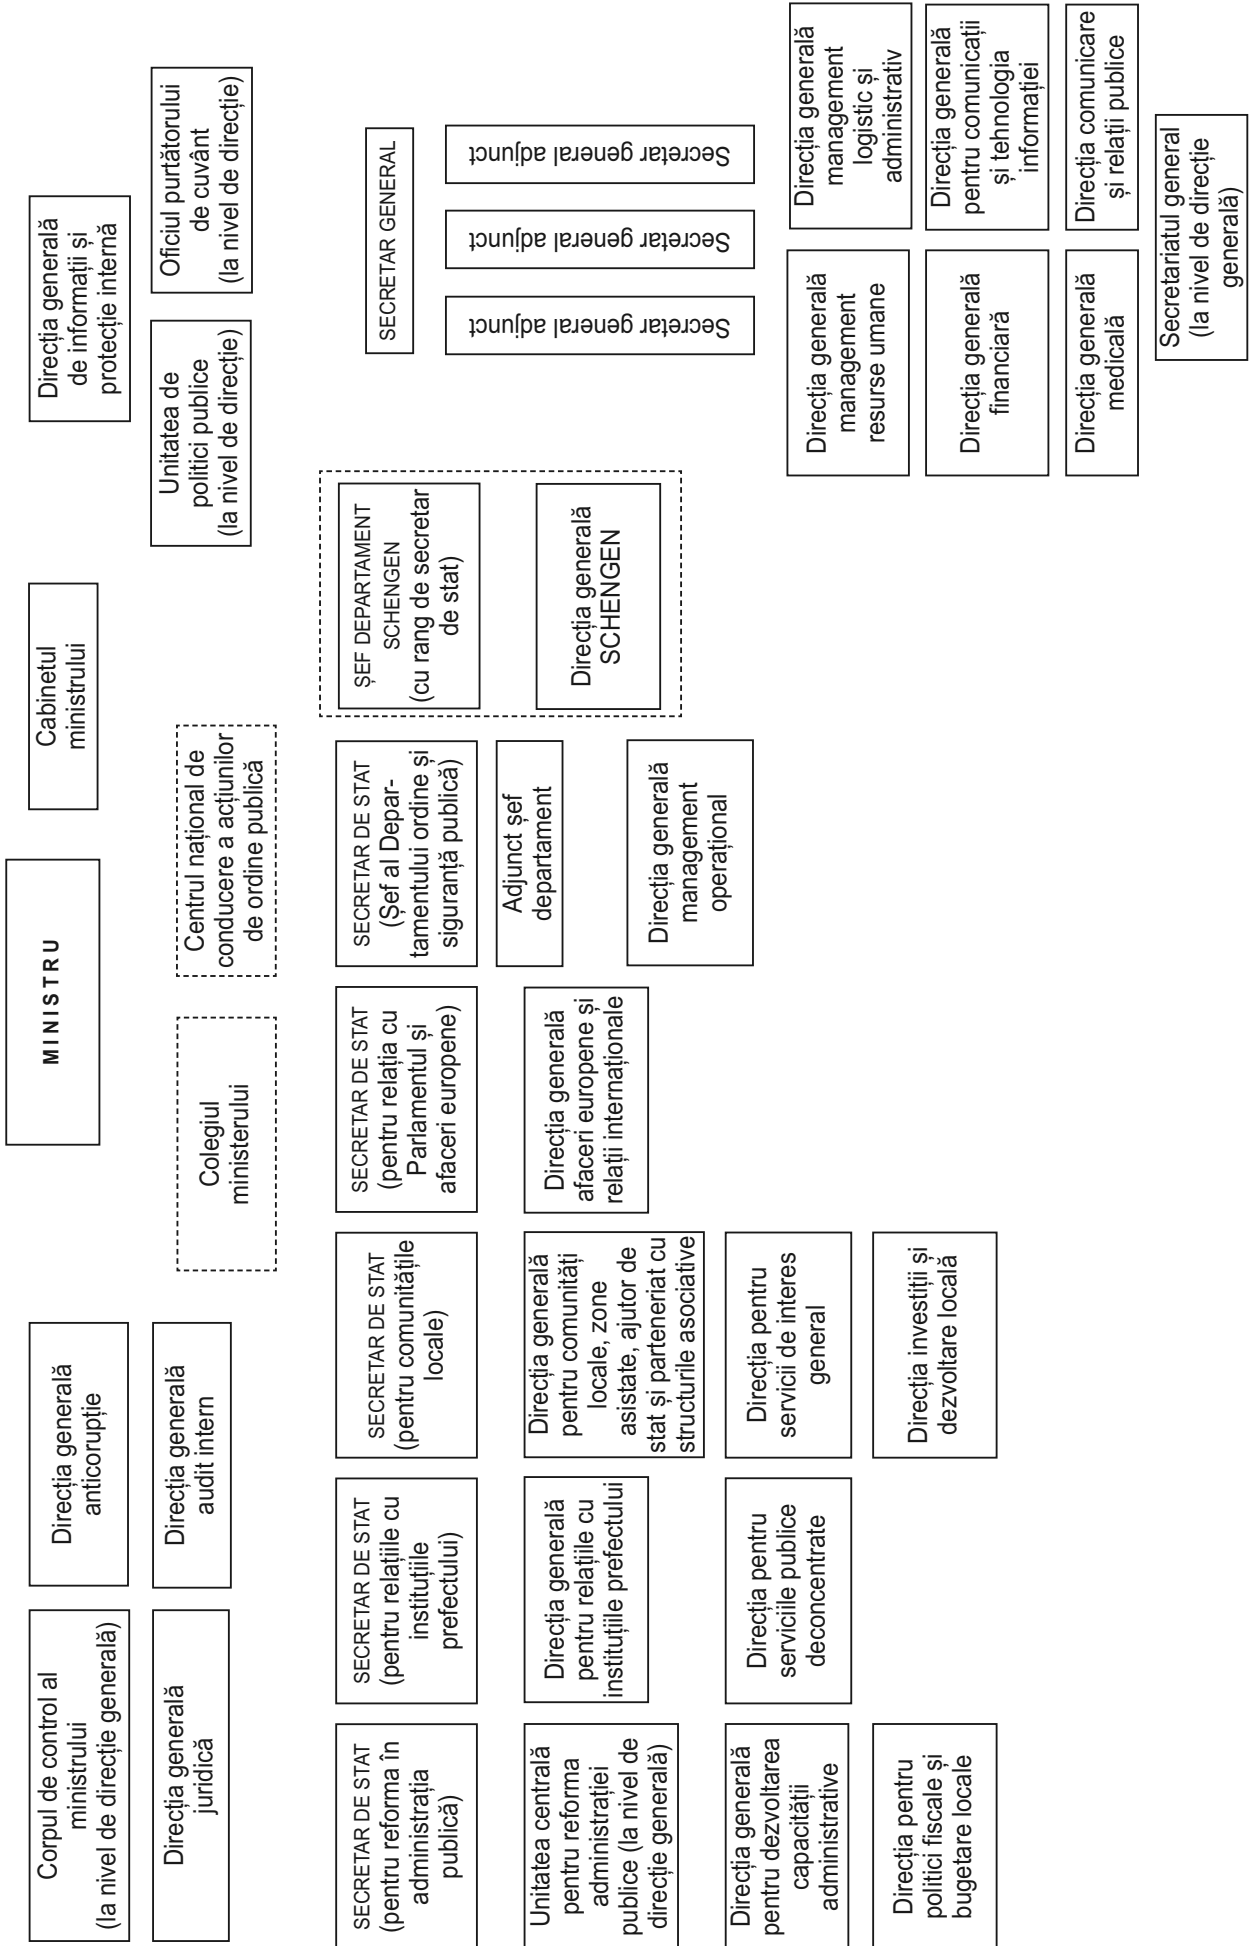 MINISTRU
Corpul de control al
ministrului
(la nivel de direcție generală)
Direcția generală
anticorupție
Cabinetul
ministrului
Direcția generală
de informații și
protecție internă
Direcția generală
juridică
Direcția generală
audit intern
Colegiul
ministerului
Centrul național de
conducere a acțiunilor
de ordine publică
Unitatea de
politici publice
(la nivel de direcție)
Oficiul purtătorului
de cuvânt
(la nivel de direcție)
SECRETAR DE STAT
(pentru reforma în
administrația
publică)
SECRETAR DE STAT
(pentru relațiile cu
instituțiile
prefectului)
SECRETAR DE STAT
(pentru comunitățile
locale)
SECRETAR DE STAT
(pentru relația cu
Parlamentul și
afaceri europene)
SECRETAR DE STAT
(Șef al Depar-
tamentului ordine și
siguranță publică)
ȘEF DEPARTAMENT
SCHENGEN
(cu rang de secretar
de stat)
SECRETAR GENERAL
Secretar general adjunct
Secretar general adjunct
Secretar general adjunct
Unitatea centrală
pentru reforma
administrației
publice (la nivel de
direcție generală)
Direcția generală
pentru relațiile cu
instituțiile prefectului
Direcția generală
pentru comunități
locale, zone
asistate, ajutor de
stat și parteneriat cu
structurile asociative
Direcția generală
afaceri europene și
relații internaționale
Adjunct șef
departament
Direcția generală
management
operațional
Direcția generală
SCHENGEN
Direcția generală
pentru dezvoltarea
capacității
administrative
Direcția pentru
serviciile publice
deconcentrate
Direcția pentru
servicii de interes
general
Direcția generală
management
resurse umane
Direcția generală
management
logistic și
administrativ
Direcția pentru
politici fiscale și
bugetare locale
Direcția investiții și
dezvoltare locală
Direcția generală
financiară
Direcția generală
pentru comunicații
și tehnologia
informației
Direcția generală
medicală
Direcția comunicare
și relații publice
Secretariatul general
(la nivel de direcție
generală)